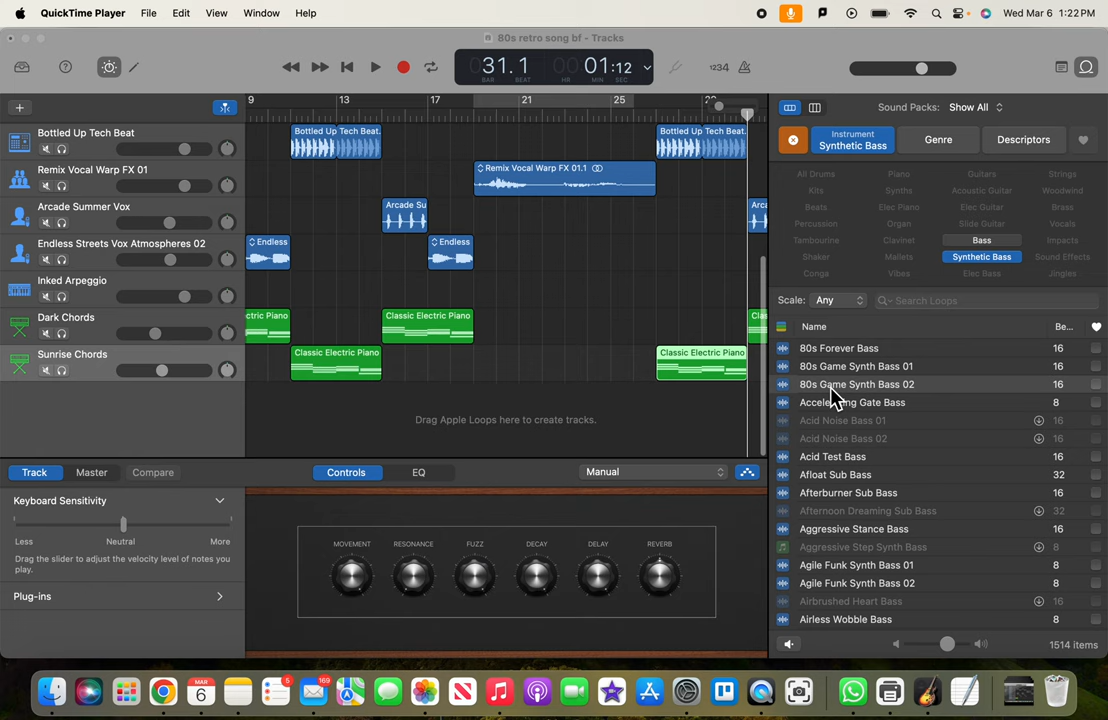 QuickTime Player File Edit View Window Help Wed Mar 6 1:22 PM
80s retro song bf - Tracks
31.1 00 01:12 1234
BAR BEAT HR MIN SEC
9 13 17 21 25
Sound Packs: Show All
Instrument
Synthetic Bass Genre Descriptors
Bottled Up Tech Beat
Bottled Up Tech Beat. Bottled Up Tech Beat.
Remix Vocal Warp FX 01
Remix Vocal Warp FX 01.1
Arcade Summer Vox
Arcade Su Arca
Endless Streets Vox Atmospheres 02
Endless Endless
Inked Arpeggio
Dark Chords
ctric Piano Classic Electric Piano Clas
Sunrise Chords
Classic Electric Piano Classic Electric Piano
Drag Apple Loops here to create tracks.
All Drums Piano Guitars Strings
Kits Synths Acoustic Guitar Woodwind
Beats Elec Piano Elec Guitar Brass
Percussion Organ Slide Guitar Vocals
Tambourine Clavinet Bass Impacts
Shaker Mallets Synthetic Bass Sound Effects
Conga Vibes Elec Bass Jingles
Scale: Any Search Loops
Name Be...
80s Forever Bass 16
80s Game Synth Bass 01 16
80s Game Synth Bass 02 16
Gate Bass 8
Acid Noise Bass 01 16
Acid Noise Bass 02 16
Acid Test Bass 16
Afloat Sub Bass 32
Afterburner Sub Bass 16
Afternoon Dreaming Sub Bass 32
Aggressive Stance Bass 16
Aggressive Step Synth Bass 8
Agile Funk Synth Bass 01 8
Agile Funk Synth Bass 02 8
Airbrushed Heart Bass 16
Airless Wobble Bass 8
1514 items
Track Master Compare Controls EQ Manual
Keyboard Sensitivity
Less Neutral More
Drag the slider to adjust the velocity level of notes you
play.
Plug-ins
MOVEMENT RESONANCE FUZZ DECAY DELAY REVERB
MAR
6 5 169